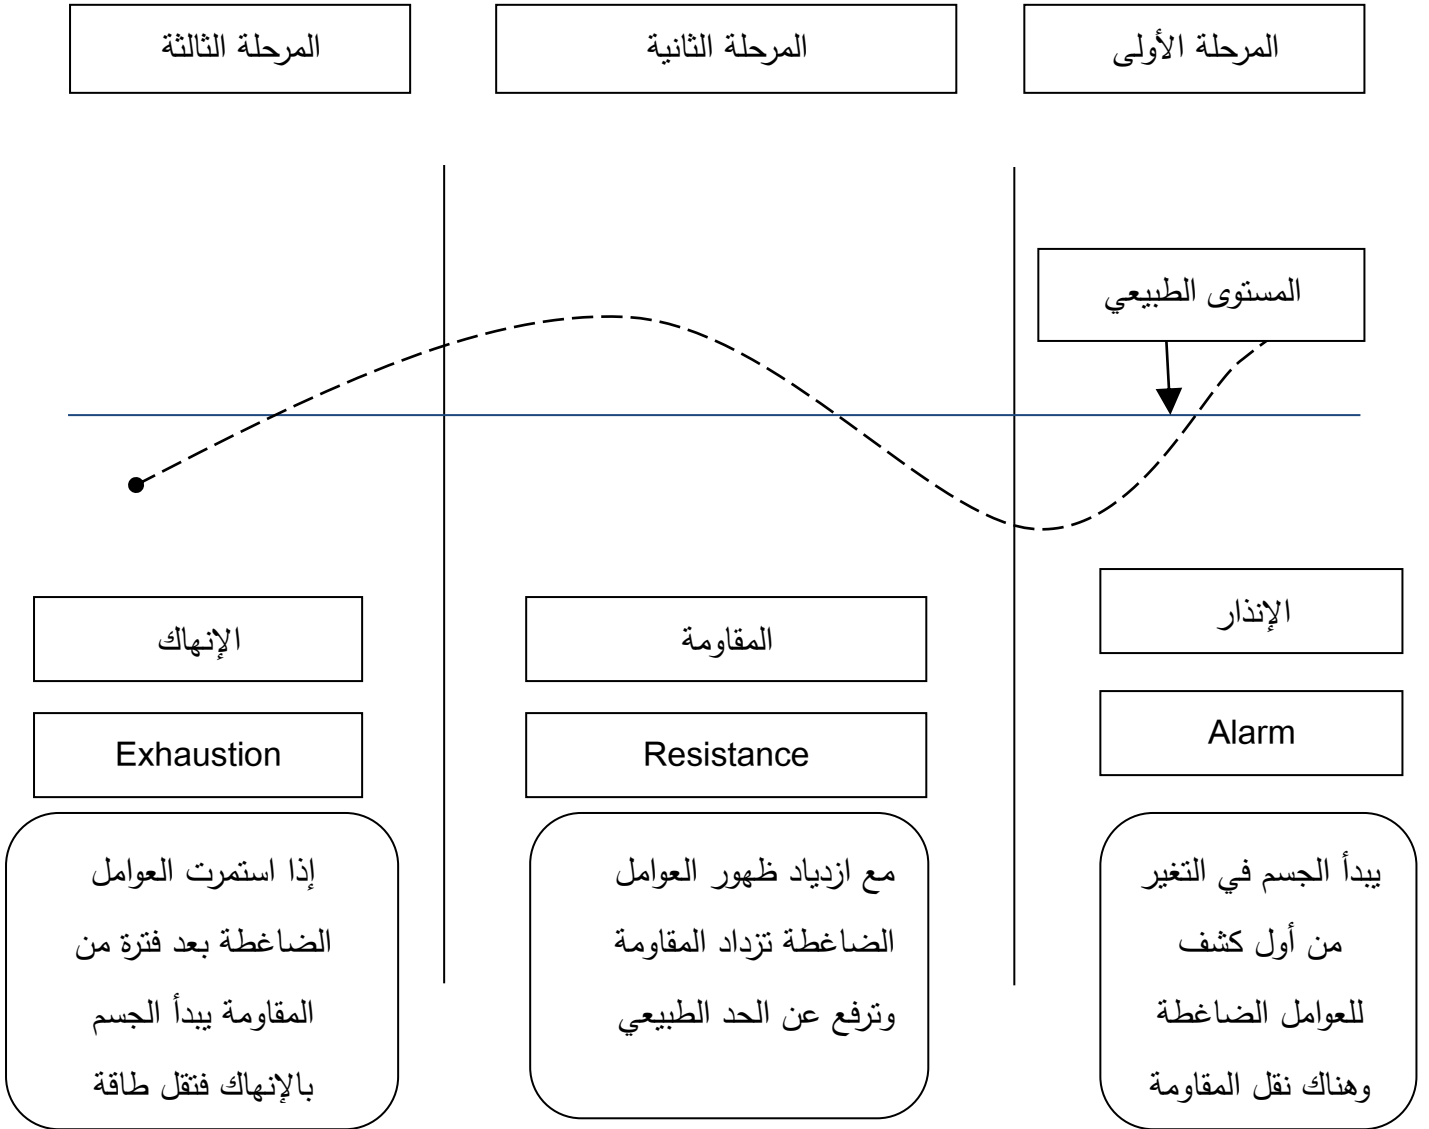 المرحلة الأولى
المرحلة الثانية
المرحلة الثالثة
المستوى الطبيعي
الإنذار
المقاومة
الإنهاك
Alarm
Resistance
Exhaustion
يبدأ الجسم في التغير
من أول كشف
للعوامل الضاغطة
وهناك نقل المقاومة
مع ازدياد ظهور العوامل
الضاغطة تزداد المقاومة
وترفع عن الحد الطبيعي
إذا استمرت العوامل
الضاغطة بعد فترة من
المقاومة يبدأ الجسم
بالإنهاك فتقل طاقة